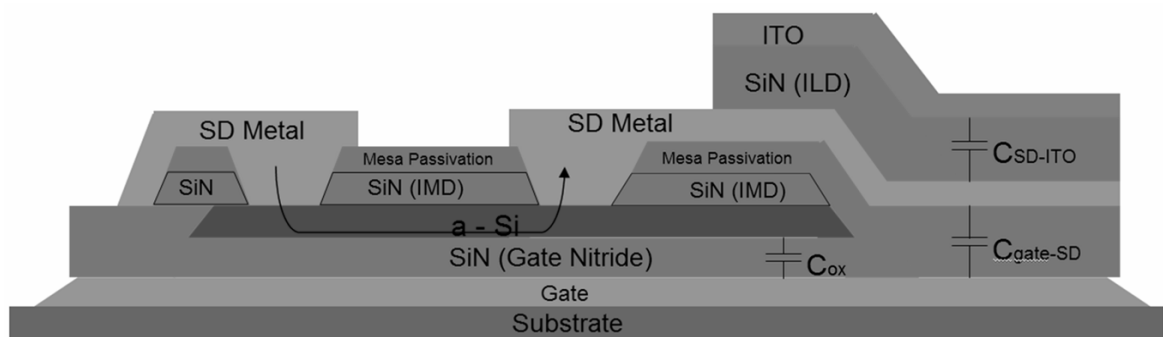 ITO
SiN (ILD)
SD Metal
SD Metal
Mesa Passivation
Mesa Passivation
CSD-ITO
SiN
SiN (IMD)
SiN (IMD)
a - Si
SiN (Gate Nitride)
Cox
Cgate-SD
Gate
Substrate